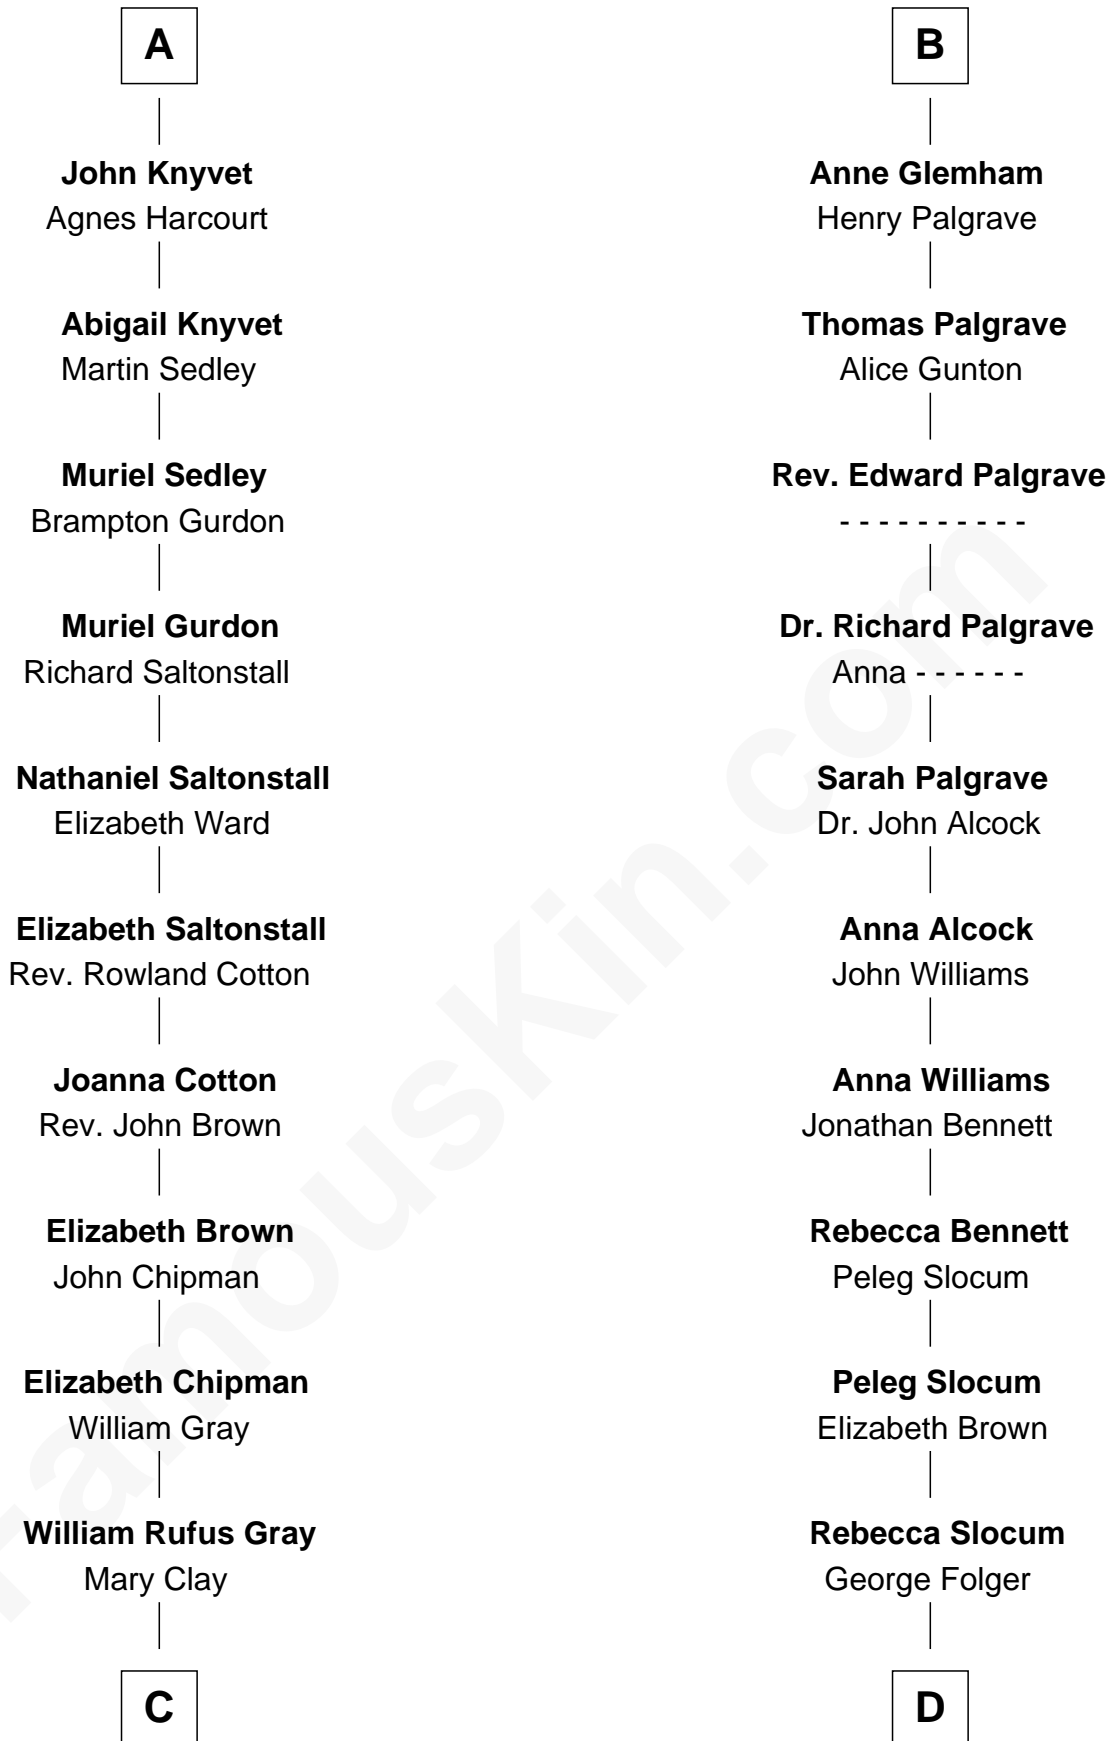 A
John Knyvet
Agnes Harcourt
Abigail Knyvet
Martin Sedley
Muriel Sedley
Brampton Gurdon
Muriel Gurdon
Richard Saltonstall
Nathaniel Saltonstall
Elizabeth Ward
Elizabeth Saltonstall
Rev. Rowland Cotton
Joanna Cotton
Rev. John Brown
Elizabeth Brown
John Chipman
Elizabeth Chipman
William Gray
William Rufus Gray
Mary Clay
C
B
Anne Glemham
Henry Palgrave
Thomas Palgrave
Alice Gunton
Rev. Edward Palgrave
- - - - - - - - - -
Dr. Richard Palgrave
Anna - - - - - -
Sarah Palgrave
Dr. John Alcock
Anna Alcock
John Williams
Anna Williams
Jonathan Bennett
Rebecca Bennett
Peleg Slocum
Peleg Slocum
Elizabeth Brown
Rebecca Slocum
George Folger
D
FamousKin.com